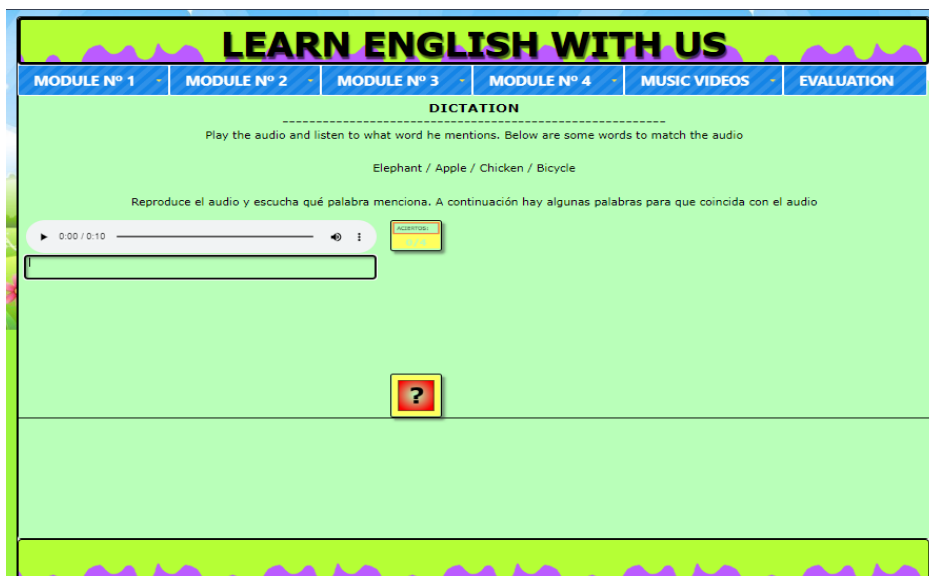 LEARN ENGLISH WITH US
MODULE Nº 1 MODULE Nº 2 MODULE Nº 3 MODULE Nº 4 MUSIC VIDEOS EVALUATION
DICTATION
------------------------------------------------------------
Play the audio and listen to what word he mentions. Below are some words to match the audio
Elephant / Apple / Chicken / Bicycle
Reproduce el audio y escucha qué palabra menciona. A continuación hay algunas palabras para que coincida con el audio
0:00 / 0:10
ACIERTOS:
?